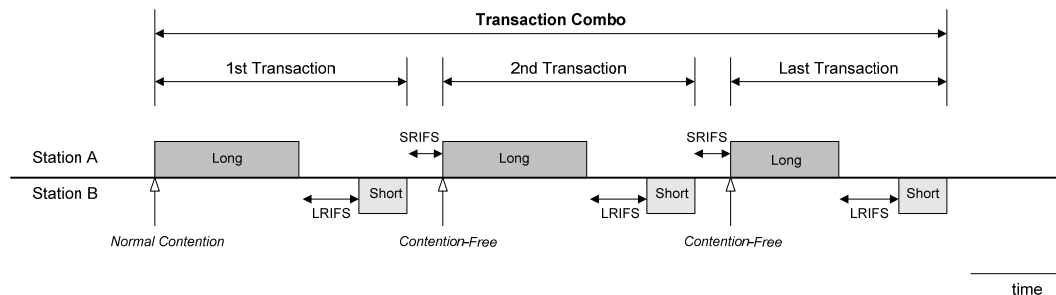 Transaction Combo
1st Transaction
2nd Transaction
Last Transaction
SRIFS
SRIFS
Station A
Long
Long
Long
Station B
Short
Short
Short
LRIFS
LRIFS
LRIFS
Normal Contention
Contention-Free
Contention-Free
time